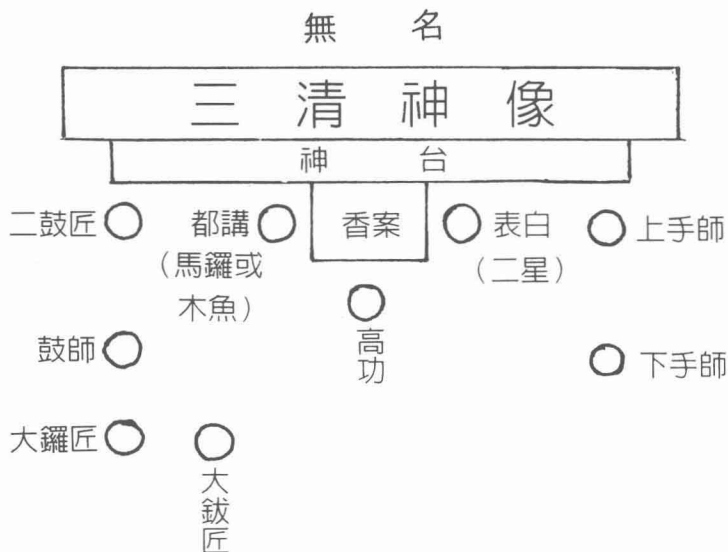 無名
三清神像
神台
二鼓匠
都講
（馬鑼或
木魚）
香案
表白
（二星）
上手師
高功
鼓師
下手師
大鑼匠
大鈸匠